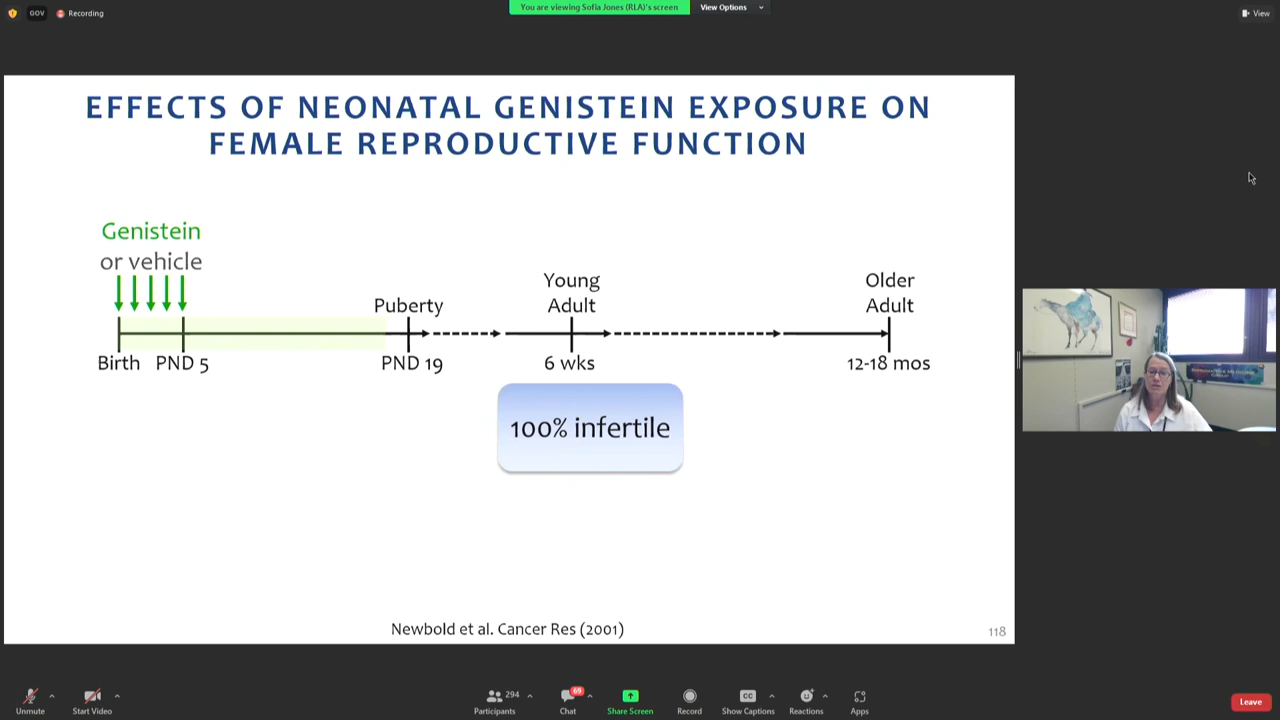 GOV
Recording
You are viewing Sofia Jones (RLA)'s screen
View Options
View
EFFECTS OF NEONATAL GENISTEIN EXPOSURE ON
FEMALE REPRODUCTIVE FUNCTION
Genistein
or vehicle
Puberty
Young
Adult
Older
Adult
Birth
PND 5
PND 19
6 wks
12-18 mos
100% infertile
Newbold et al. Cancer Res (2001)
118
Unmute
Start Video
294
Participants
69
Chat
Share Screen
Record
CC
Show Captions
Reactions
Apps
Leave